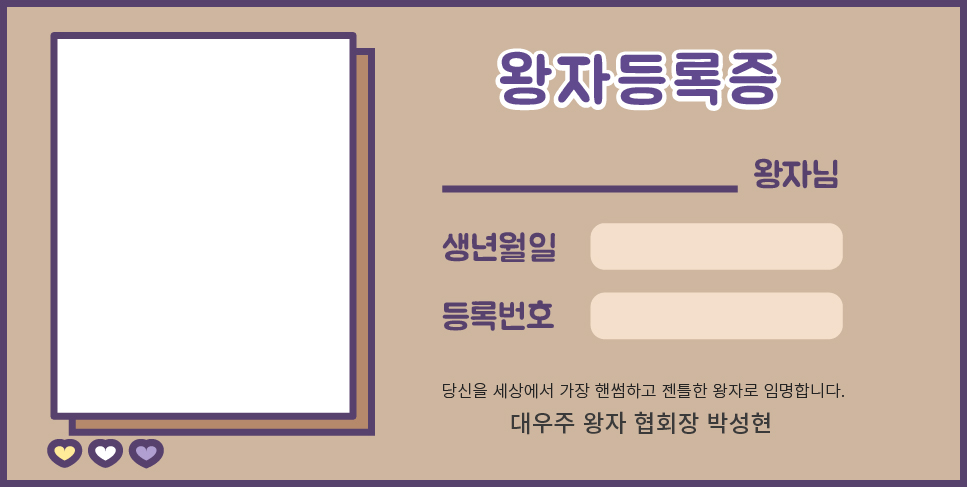 왕자등록증
왕자님
생년월일
등록번호
당신을 세상에서 가장 핸썸하고 젠틀한 왕자로 임명합니다.
대우주 왕자 협회장 박성현